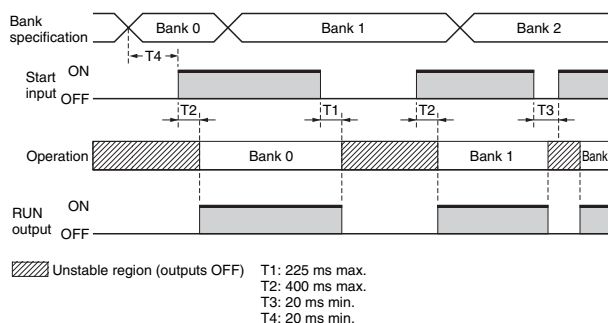 Bank specification
Bank 0
Bank 1
Bank 2
T4
Start input
ON
OFF
T2
T1
T2
T3
Operation
Bank 0
Bank 1
Bank
RUN output
ON
OFF
Unstable region (outputs OFF)
T1: 225 ms max.
T2: 400 ms max.
T3: 20 ms min.
T4: 20 ms min.